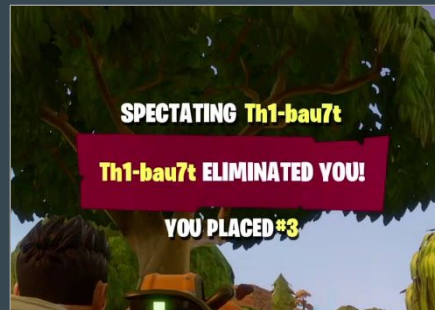 SPECTATING Th1-bau7t
Th1-bau7t ELIMINATED YOU!
YOU PLACED #3